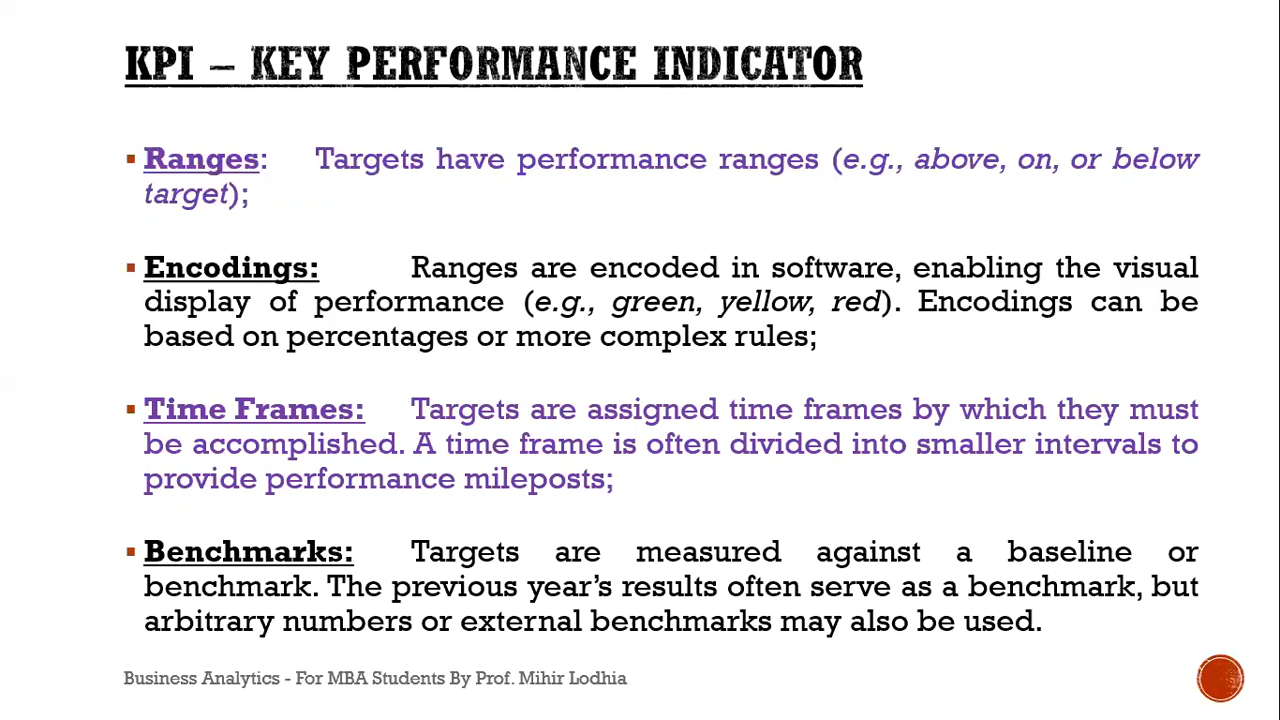 KPI – KEY PERFORMANCE INDICATOR
▪ Ranges: Targets have performance ranges (e.g., above, on, or below
target);
▪ Encodings: Ranges are encoded in software, enabling the visual
display of performance (e.g., green, yellow, red). Encodings can be
based on percentages or more complex rules;
▪ Time Frames: Targets are assigned time frames by which they must
be accomplished. A time frame is often divided into smaller intervals to
provide performance mileposts;
▪ Benchmarks: Targets are measured against a baseline or
benchmark. The previous year’s results often serve as a benchmark, but
arbitrary numbers or external benchmarks may also be used.
Business Analytics - For MBA Students By Prof. Mihir Lodhia